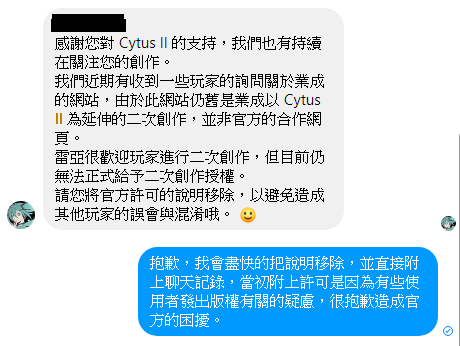 感謝您對 Cytus II 的支持，我們也有持續
在關注您的創作。
我們近期有收到一些玩家的詢問關於業成
的網站，由於此網站仍舊是業成以 Cytus
II 為延伸的二次創作，並非官方的合作網
頁。
雷亞很歡迎玩家進行二次創作，但目前仍
無法正式給予二次創作授權。
請您將官方許可的說明移除，以避免造成
其他玩家的誤會與混淆哦。😀
抱歉，我會盡快的把說明移除，並直接附
上聊天記錄，當初附上許可是因為有些使
用者發出版權有關的疑慮，很抱歉造成官
方的困擾。